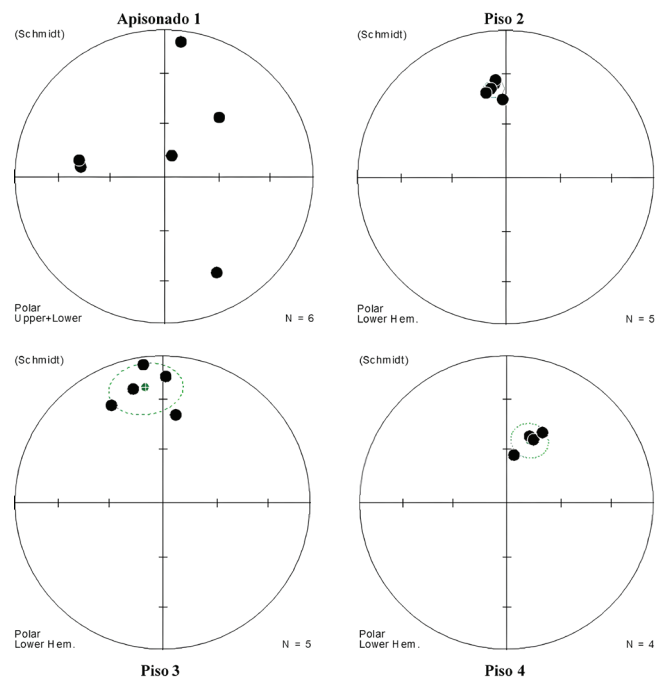 Apisonado 1
(Schmidt)
Polar
Upper+Lower
N = 6
Piso 2
(Schmidt)
Polar
Lower Hem.
N = 5
(Schmidt)
Polar
Lower Hem.
N = 5
Piso 3
(Schmidt)
Polar
Lower Hem.
N = 4
Piso 4